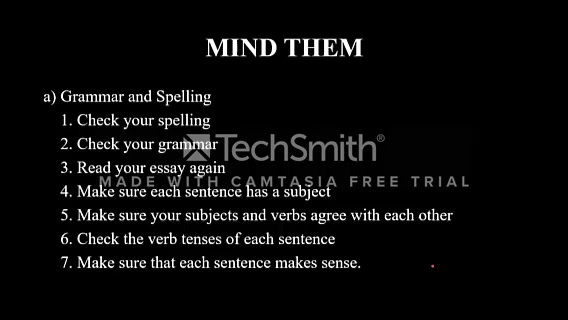 MIND THEM
a) Grammar and Spelling
1. Check your spelling
2. Check your grammar
TechSmith®
3. Read your essay again
MADE WITH CAMTASIA FREE TRIAL
4. Make sure each sentence has a subject
5. Make sure your subjects and verbs agree with each other
6. Check the verb tenses of each sentence
7. Make sure that each sentence makes sense.